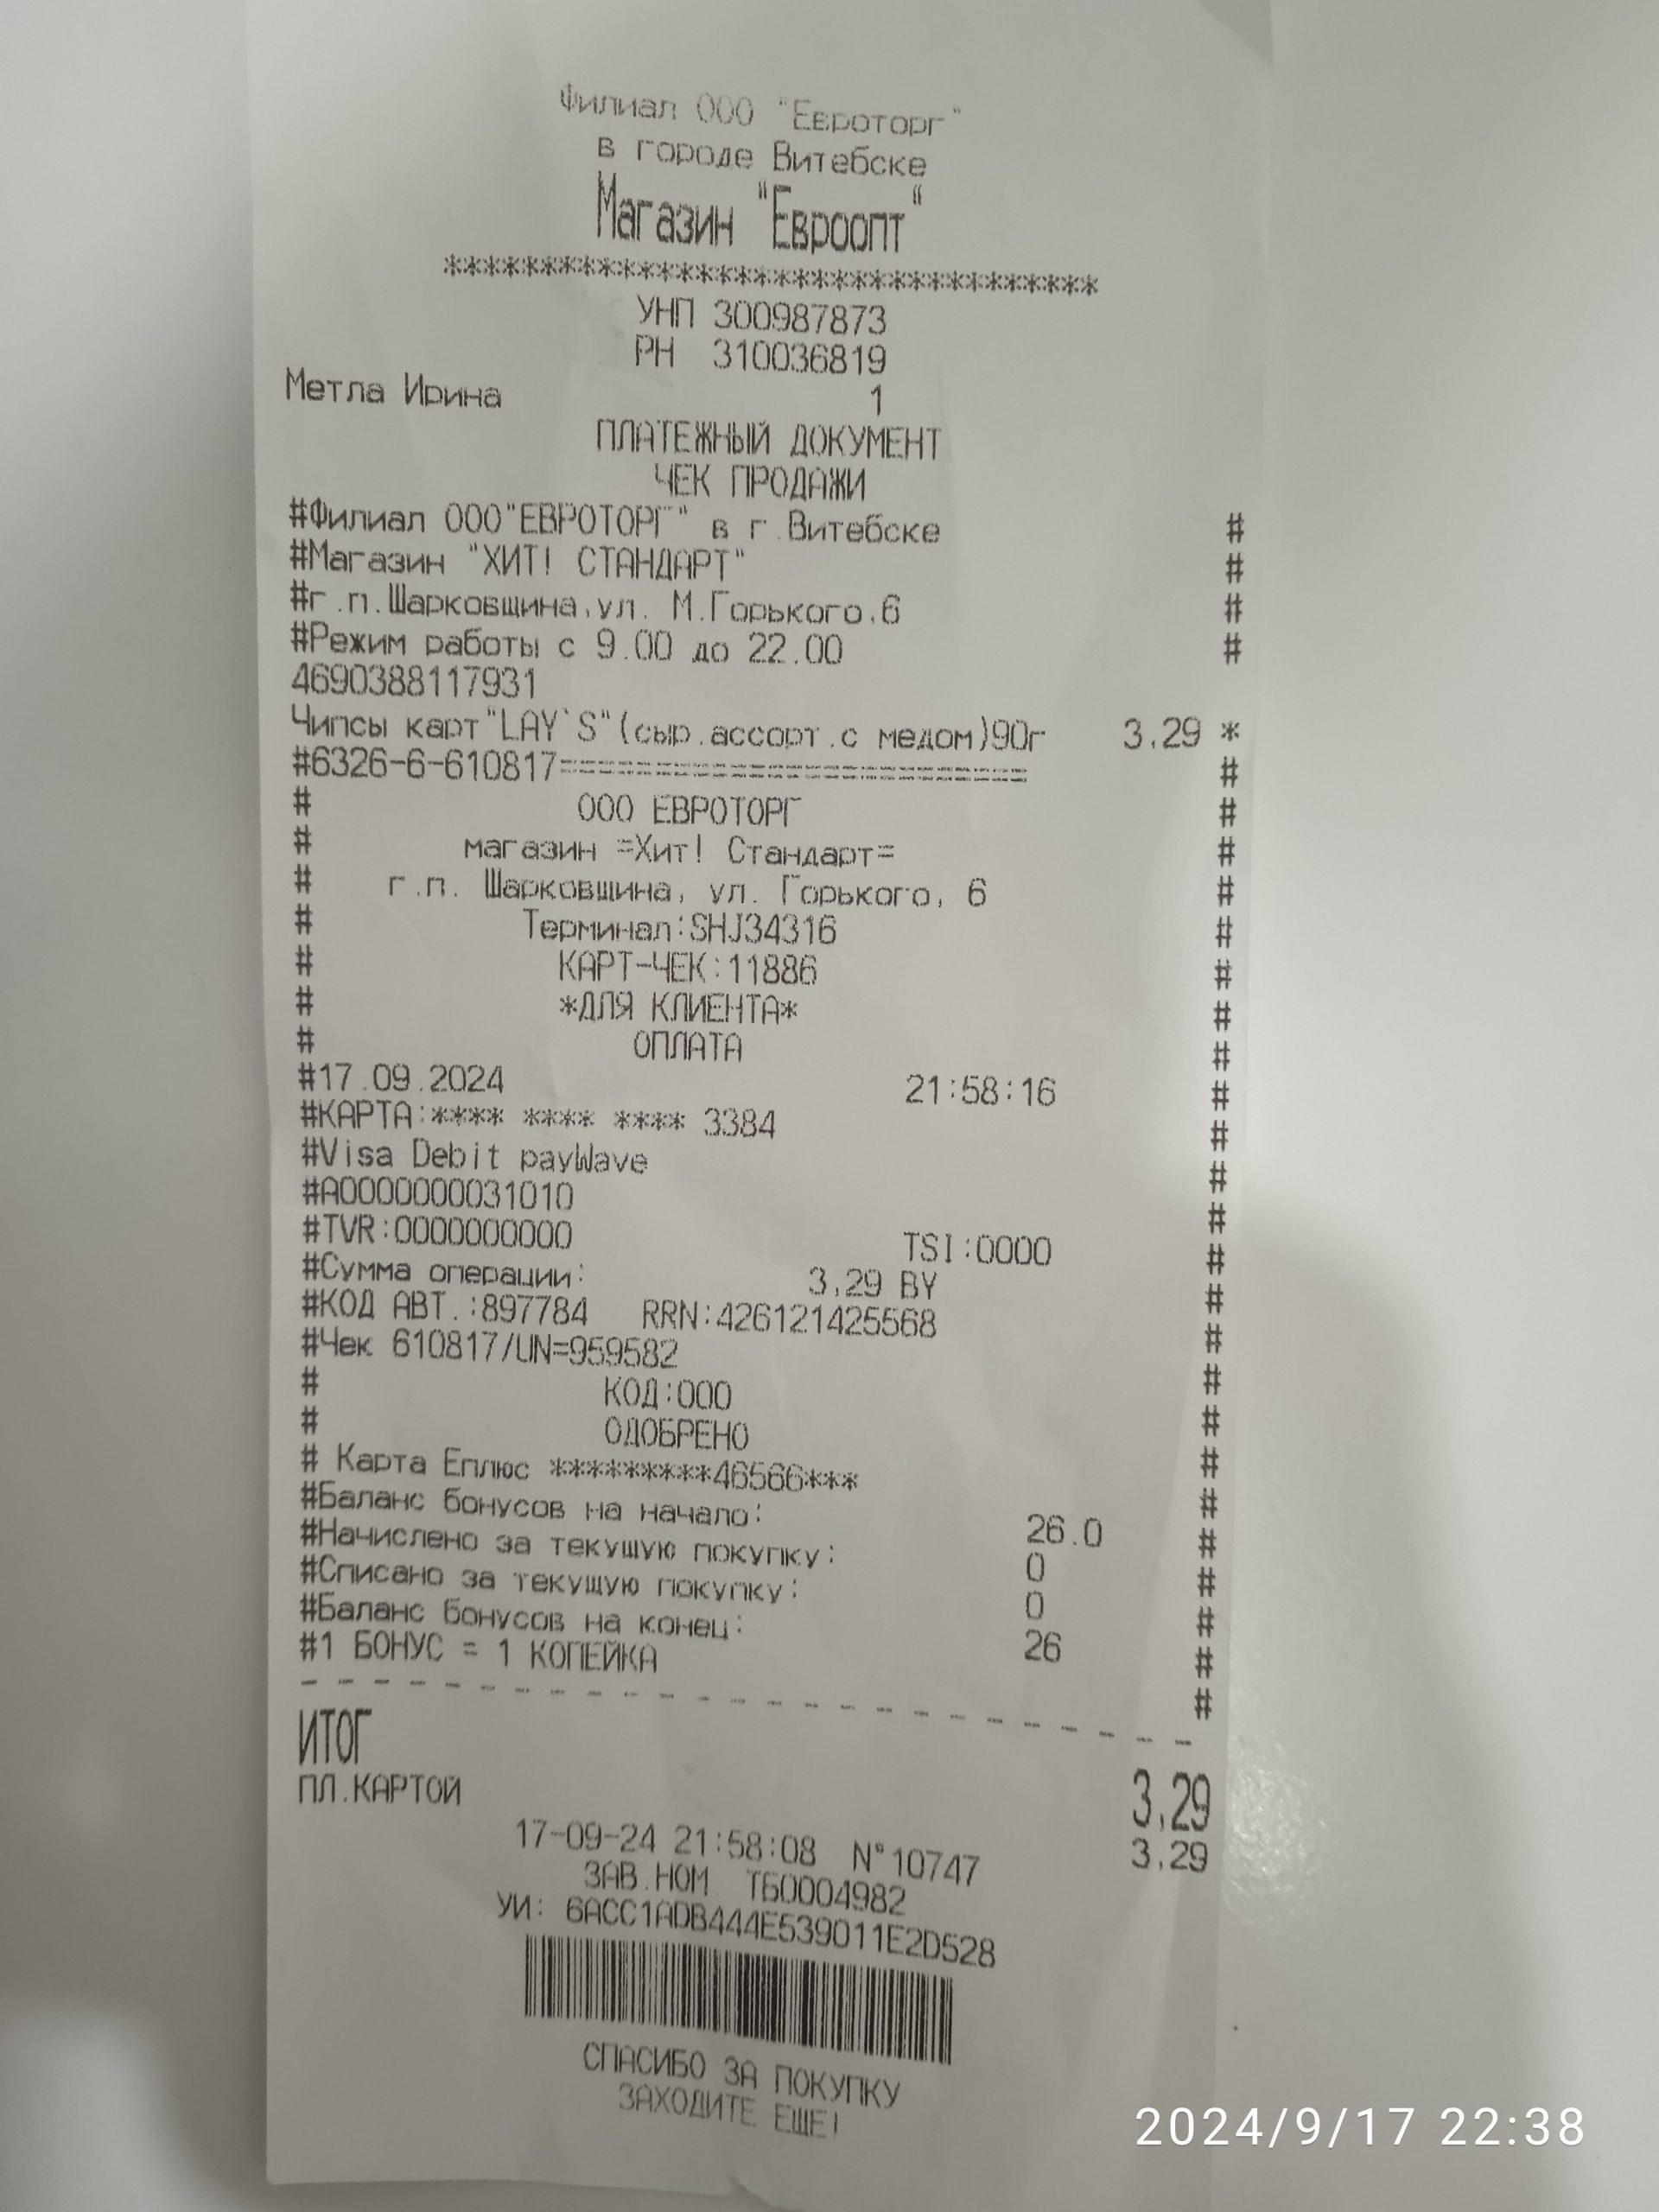 Филиал ООО "Евроторг"
в городе Витебске
Магазин "Евроопт"
**********************************
УНП 300987873
РН 310036819
Метла Ирина 1
ПЛАТЕЖНЫЙ ДОКУМЕНТ
ЧЕК ПРОДАЖИ
#Филиал ООО"ЕВРОТОРГ" в г.Витебске #
#Магазин "ХИТ! СТАНДАРТ" #
#г.п.Шарковщина,ул. М.Горького,6 #
#Режим работы с 9.00 до 22.00 #
4690388117931
Чипсы карт"LAY`S"(сыр.ассорт.с медом)90г 3,29 *
#6326-6-610817========================== #
# ООО ЕВРОТОРГ #
# магазин =Хит! Стандарт= #
# г.п. Шарковщина, ул. Горького, 6 #
# Терминал:SHJ34316 #
# КАРТ-ЧЕК:11886 #
# *ДЛЯ КЛИЕНТА* #
# ОПЛАТА #
#17.09.2024 21:58:16 #
#КАРТА:**** **** **** 3384 #
#Visa Debit payWave #
#A0000000031010 #
#TVR:0000000000 TSI:0000 #
#Сумма операции: 3,29 BY #
#КОД АВТ.:897784 RRN:426121425568 #
#Чек 610817/UN=959582 #
# КОД:000 #
# ОДОБРЕНО #
# Карта Еплюс *********46566*** #
#Баланс бонусов на начало: 26.0 #
#Начислено за текущую покупку: 0 #
#Списано за текущую покупку: 0 #
#Баланс бонусов на конец: 26 #
#1 БОНУС = 1 КОПЕЙКА #
- - - - - - - - - - - - - - - - - - - - - - - - -
ИТОГ 3,29
ПЛ.КАРТОЙ 3,29
17-09-24 21:58:08 N°10747
ЗАВ.НОМ. ТБ0004982
УИ: 6ACC1ADB444E539011E2D528
СПАСИБО ЗА ПОКУПКУ
ЗАХОДИТЕ ЕЩЕ!
2024/9/17 22:38